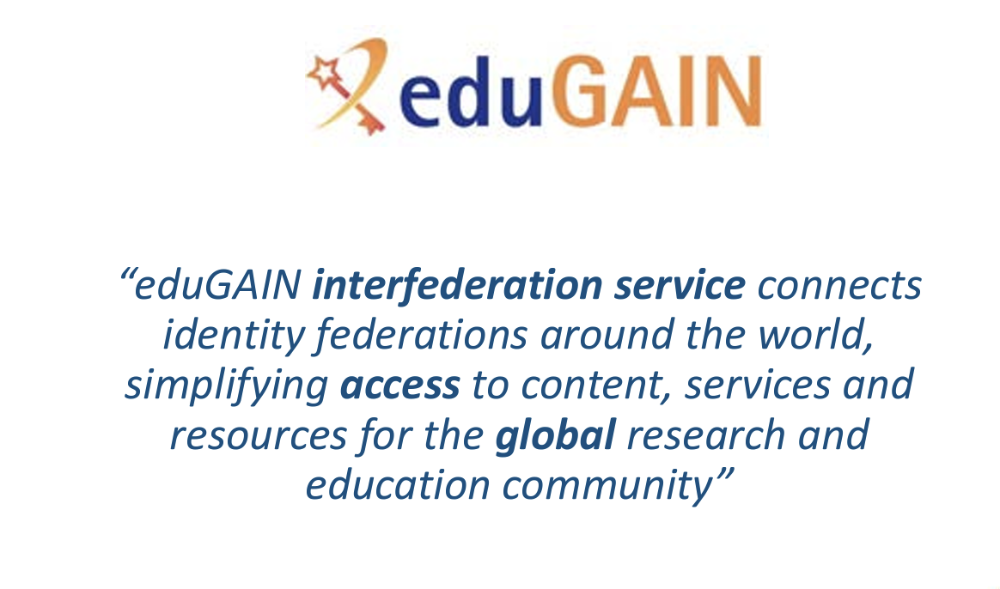 eduGAIN
“eduGAIN interfederation service connects
identity federations around the world,
simplifying access to content, services and
resources for the global research and
education community”